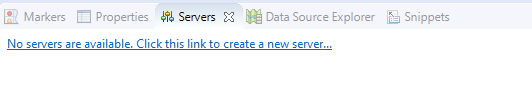 Markers Properties Servers Data Source Explorer Snippets
No servers are available. Click this link to create a new server...